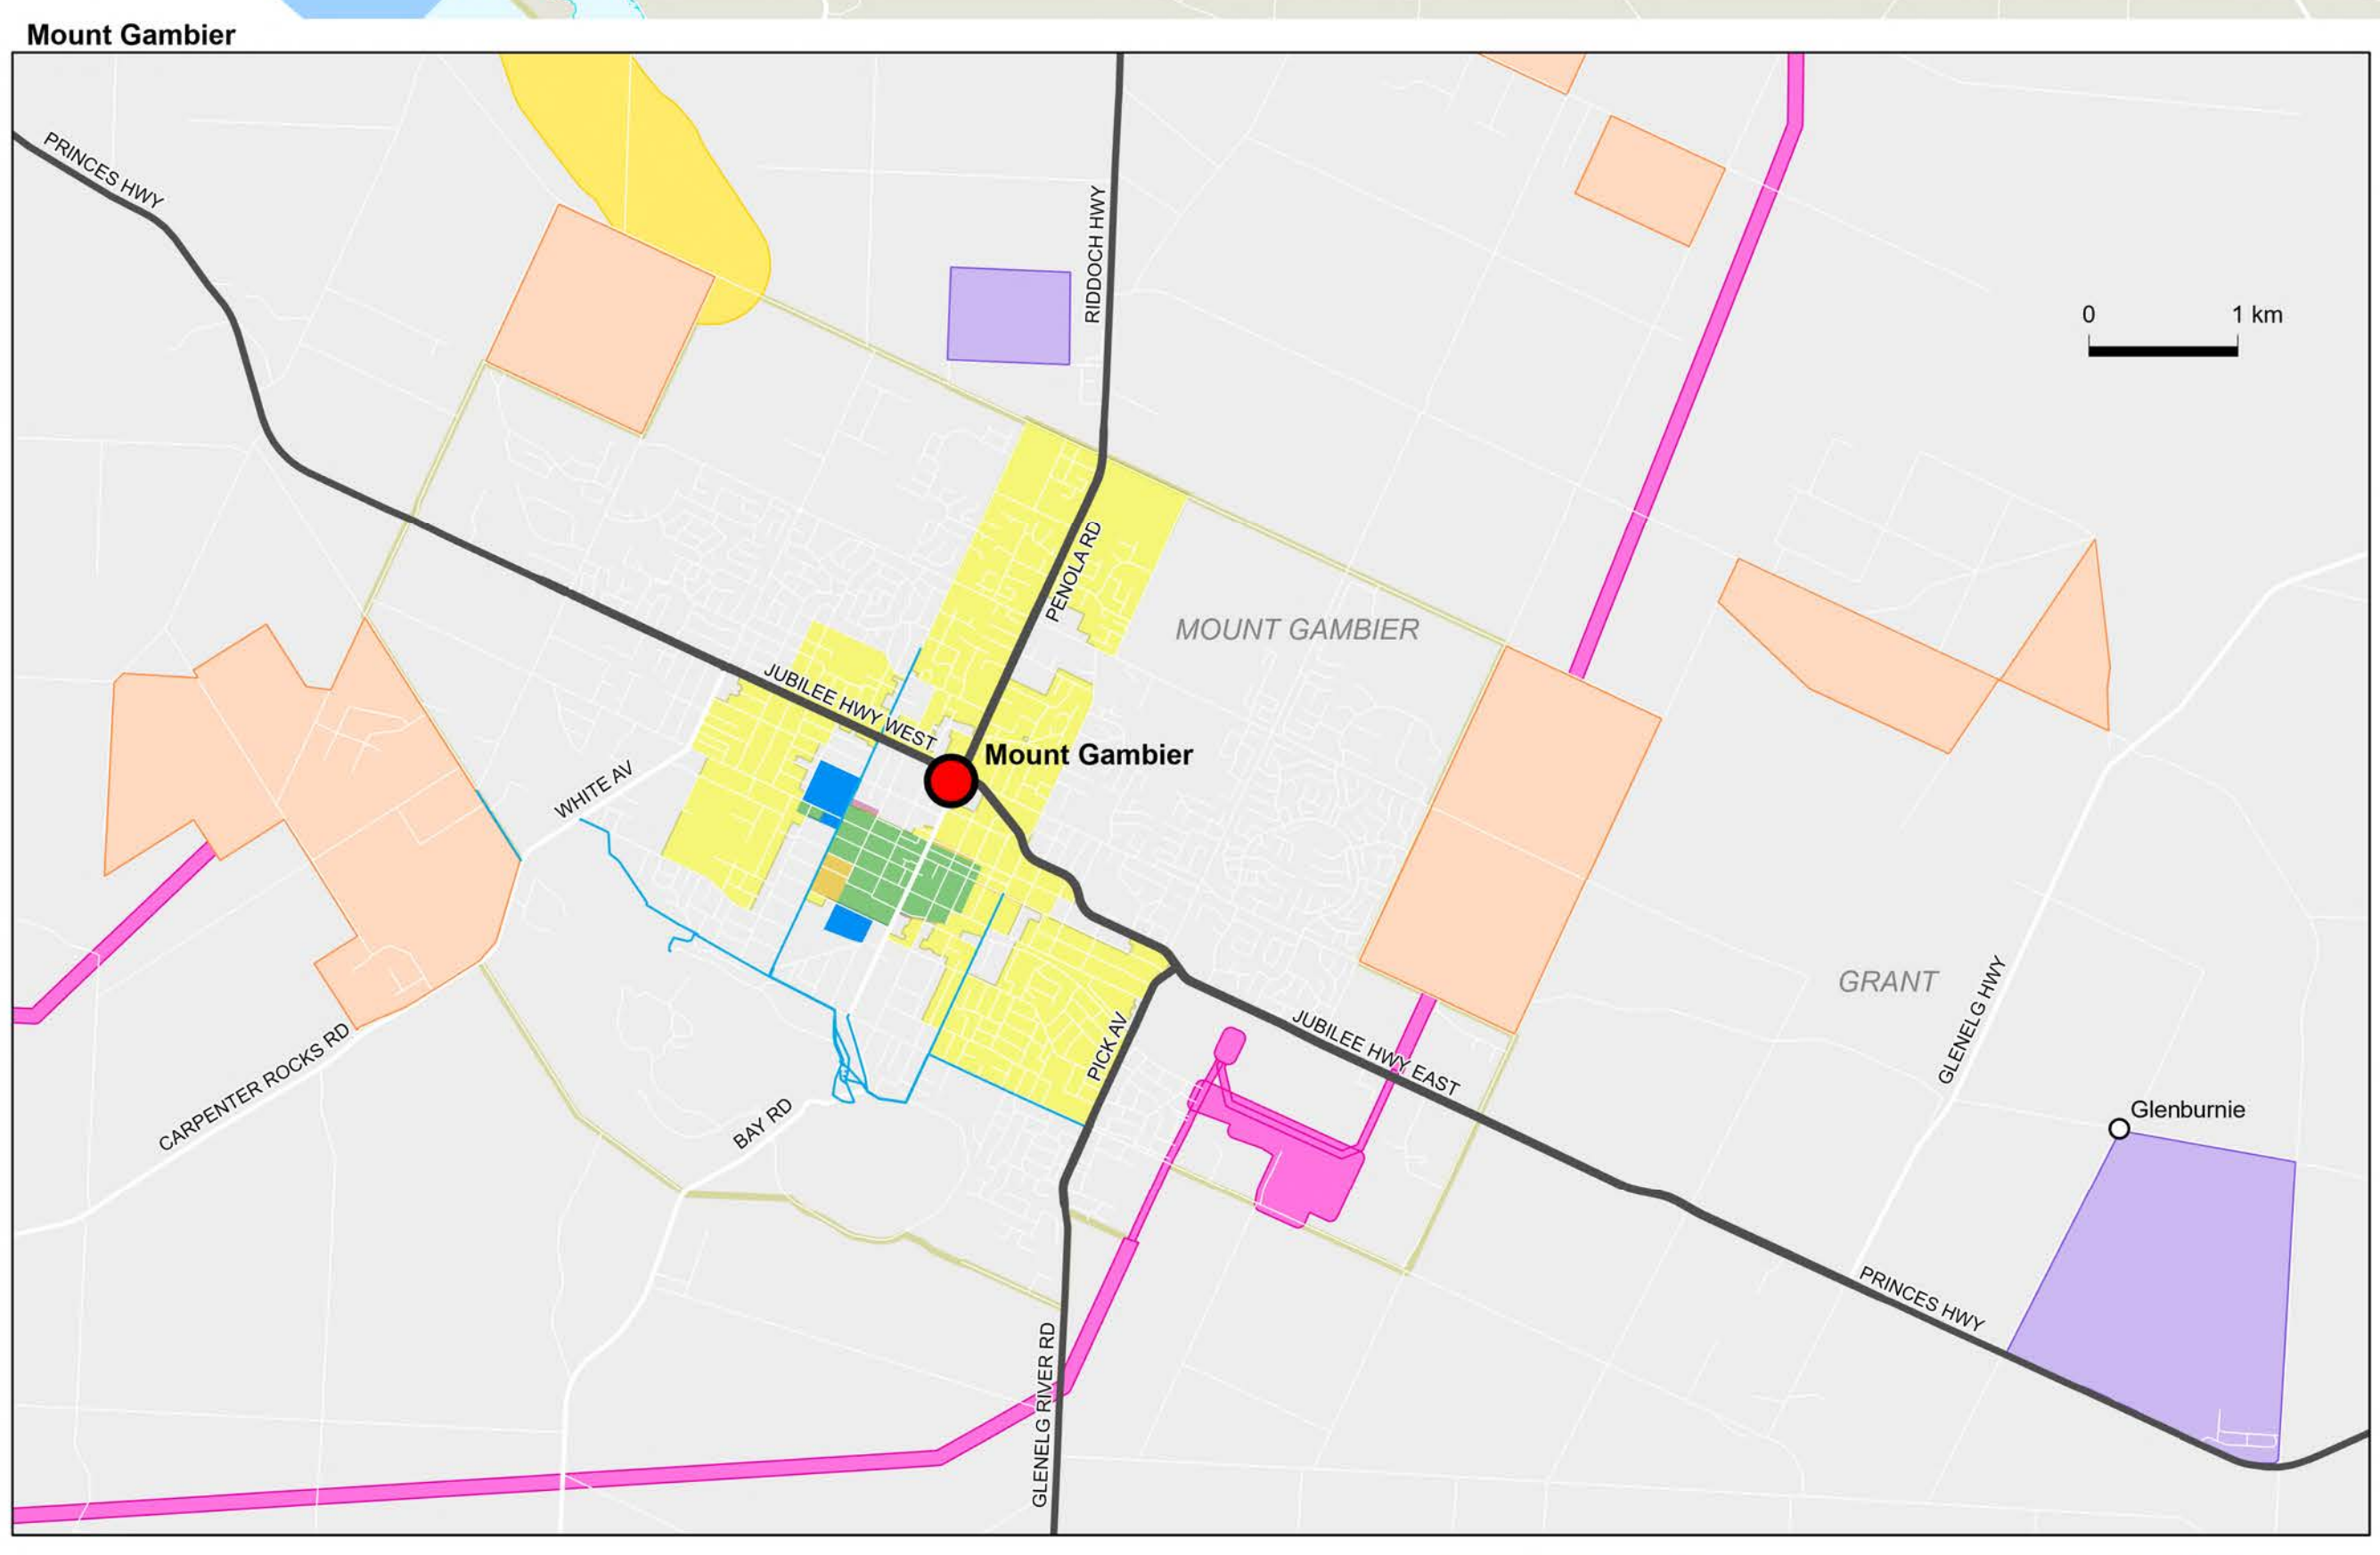 Mount Gambier
PRINCES HWY
RIDDOCH HWY
0 1 km
PENOLA RD
MOUNT GAMBIER
JUBILEE HWY WEST
Mount Gambier
WHITE AV
GRANT
GLENELG HWY
PICK AV
JUBILEE HWY EAST
CARPENTER ROCKS RD
BAY RD
Glenburnie
PRINCES HWY
GLENELG RIVER RD